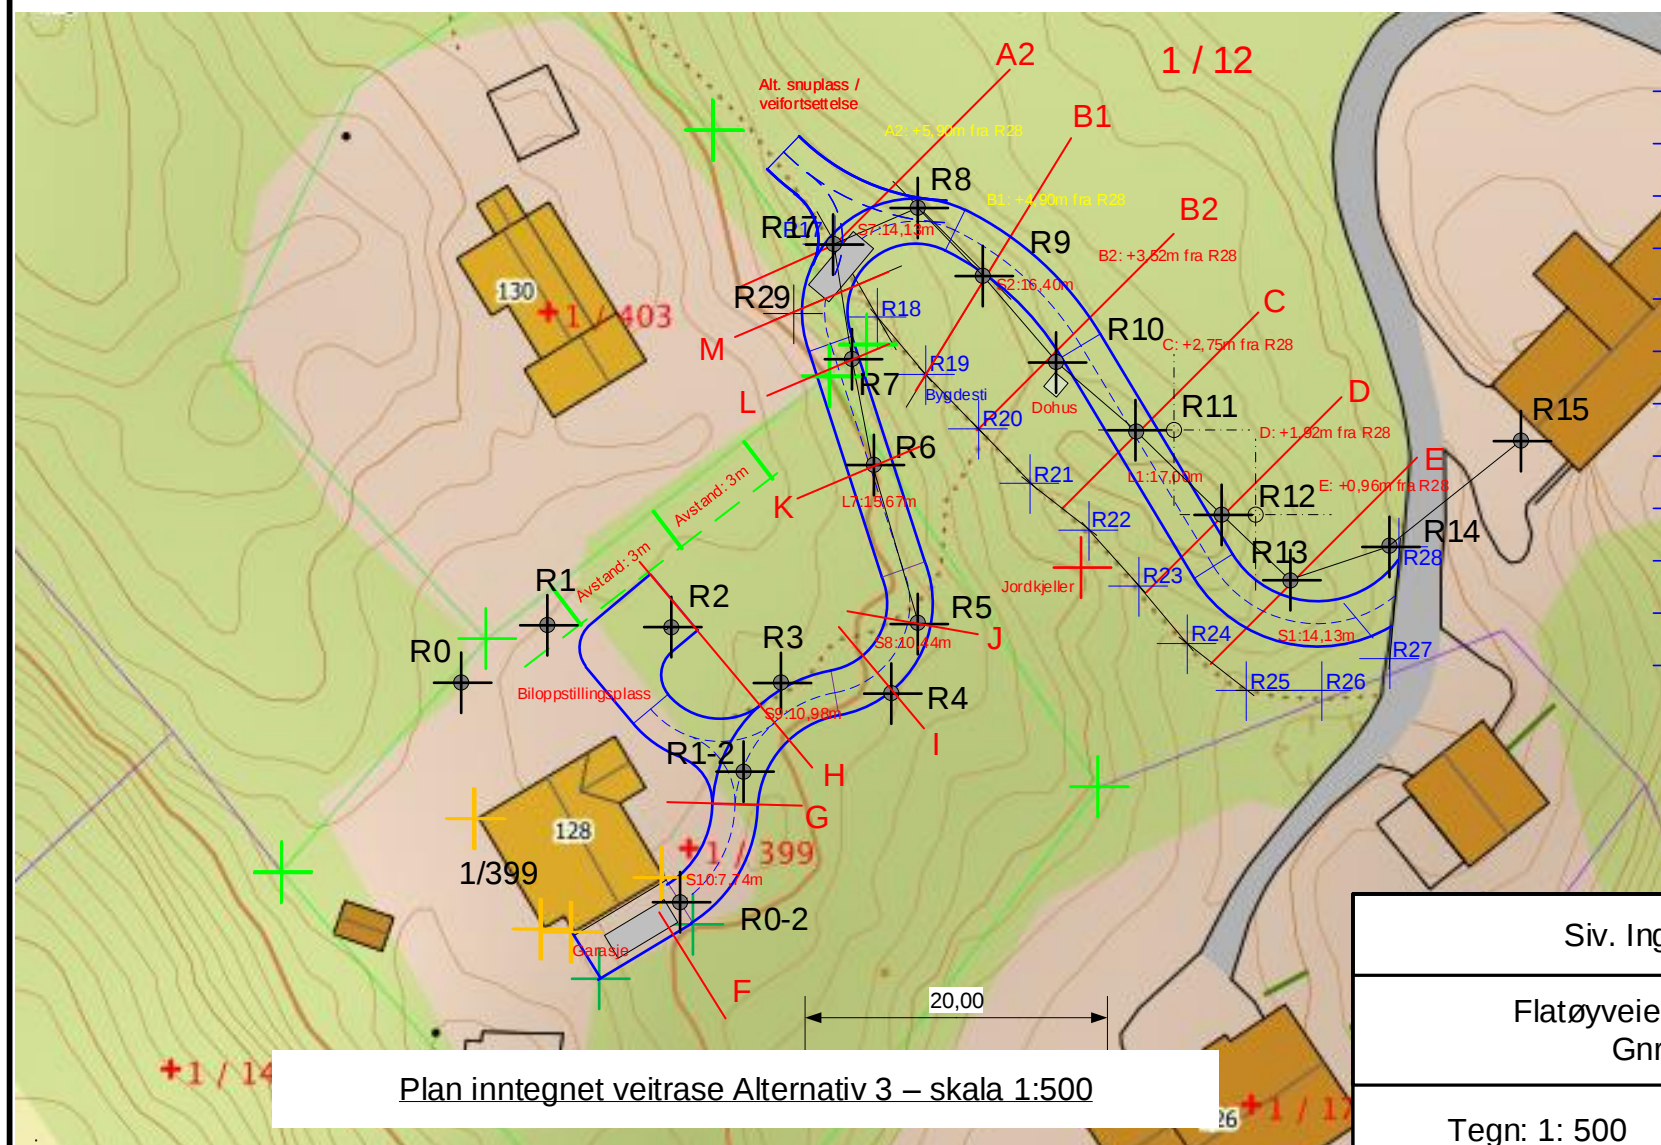 A2
1 / 12
Alt. snuplass /
veifortsettelse
B1
A2: +5,90m fra R28
R8
B1: +4,90m fra R28
B2
R17
R17
S7:14,13m
R9
B2: +3,52m fra R28
S2:16,40m
130
1 / 403
R29
R18
C
M
R10
C: +2,75m fra R28
R19
R7
L
Bygdesti
Dohus
D
R11
R15
R20
D: +1,92m fra R28
R6
E
R21
L1:17,00m
Avstand: 3m
K
L7:15,67m
E: +0,96m fra R28
R12
R22
R14
R13
R28
Avstand: 3m
R1
R23
Jordkjeller
R2
R5
J
R0
R3
S8:10,44m
R24
S1:14,13m
R27
Biloppstillingsplass
R4
R25
R26
S9:10,98m
I
R1-2
H
G
128
1 / 399
1/399
S10:7,74m
R0-2
Garasje
F
20,00
Siv. Ing
Flatøyveie
Gnr
1 / 14
Plan inntegnet veitrase Alternativ 3 – skala 1:500
26
1 / 17
Tegn: 1: 500